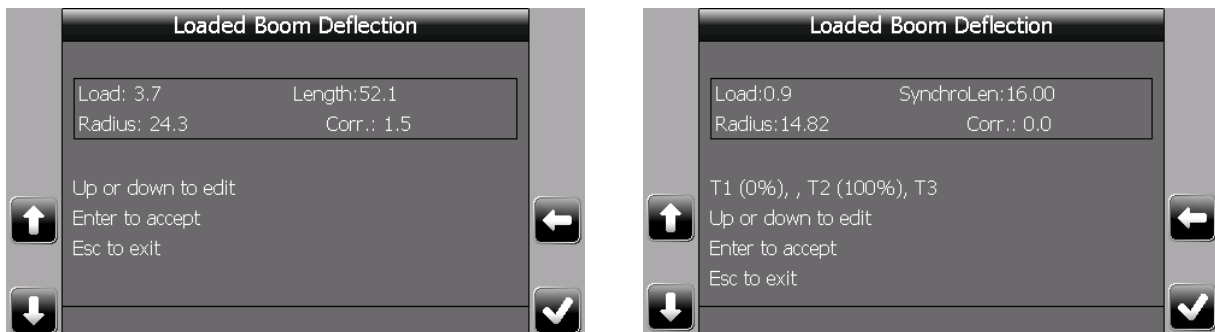 Loaded Boom Deflection
Load: 3.7 Length:52.1
Radius: 24.3 Corr.: 1.5
Up or down to edit
Enter to accept
Esc to exit
Loaded Boom Deflection
Load:0.9 SynchroLen:16.00
Radius:14.82 Corr.: 0.0
T1 (0%), , T2 (100%), T3
Up or down to edit
Enter to accept
Esc to exit